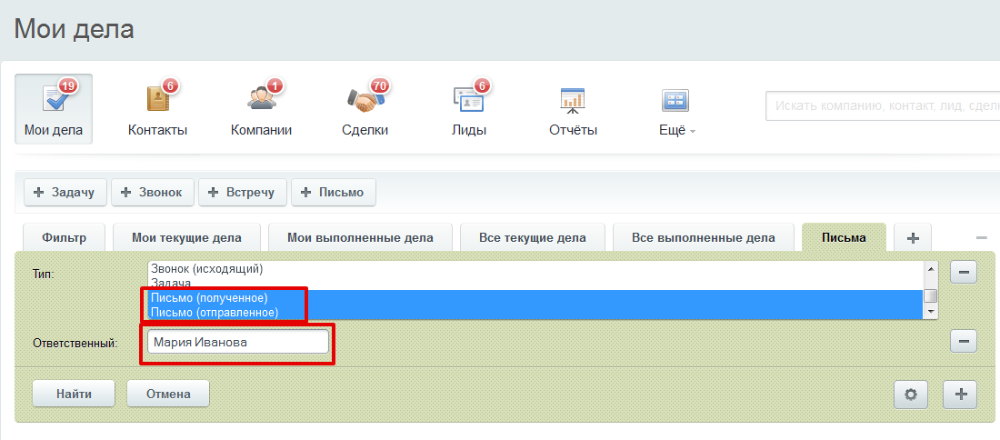 Мои дела
19 6 1 70 6
Мои дела Контакты Компании Сделки Лиды Отчёты Ещё
Искать компанию, контакт, лид, сделк
Задачу Звонок Встречу Письмо
Фильтр Мои текущие дела Мои выполненные дела Все текущие дела Все выполненные дела Письма
Тип:
Звонок (исходящий)
Задача
Письмо (полученное)
Письмо (отправленное)
Ответственный: Мария Иванова
Найти Отмена